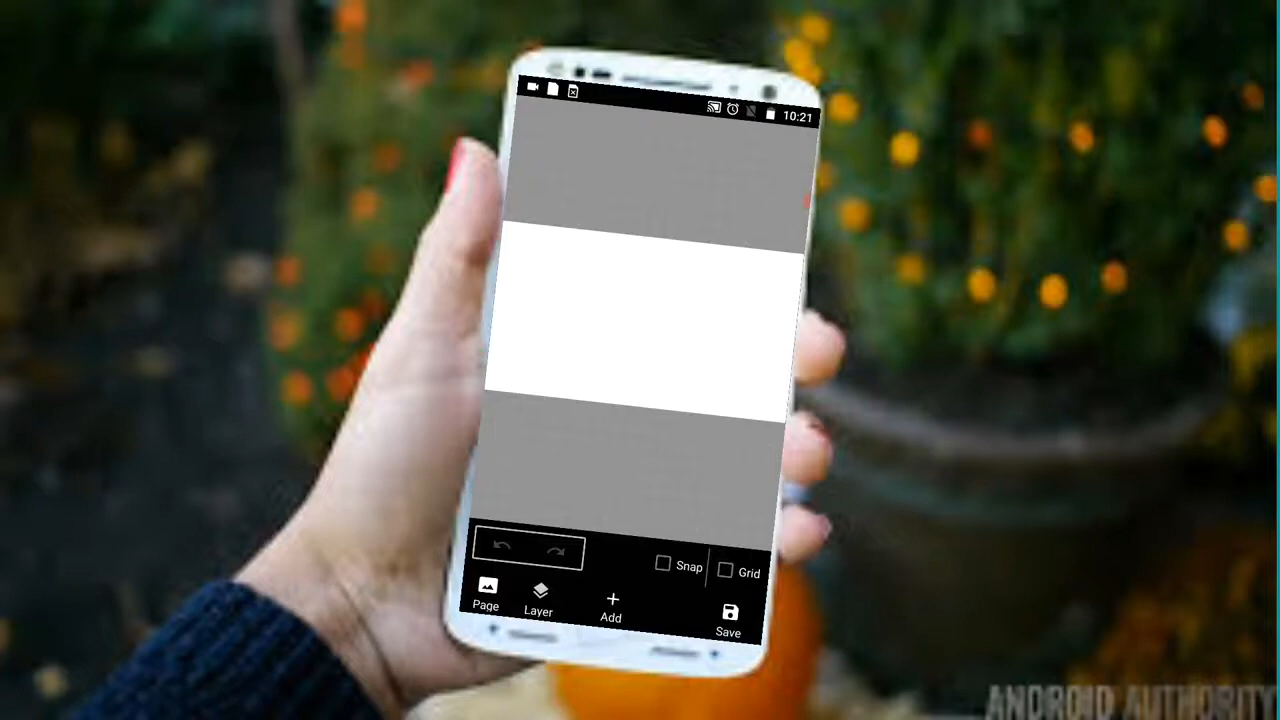 10:21
Snap
Grid
Page
Layer
Add
Save
ANDROID AUTHORITY